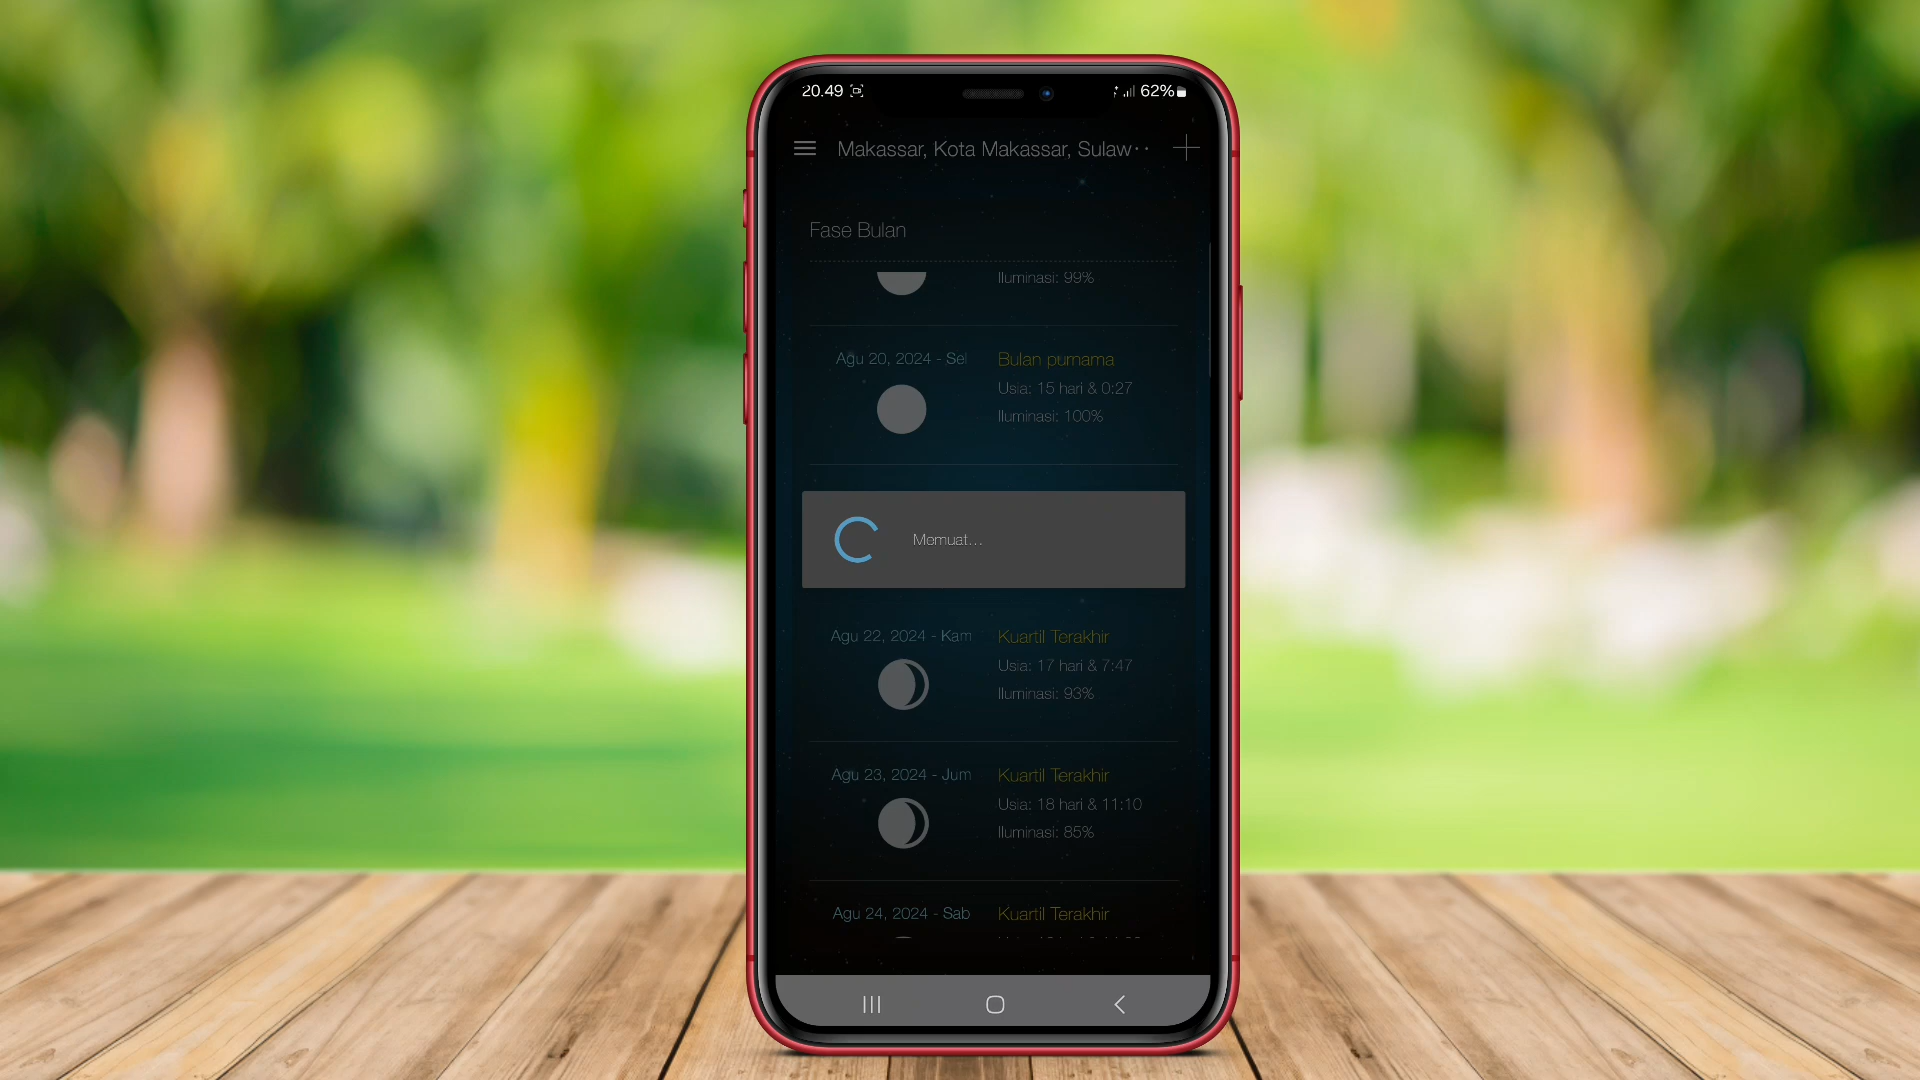 20.49
62%
Makassar, Kota Makassar, Sulaw··
Fase Bulan
Iluminasi: 99%
Agu 20, 2024 - Sel
Bulan purnama
Usia: 15 hari & 0:27
Iluminasi: 100%
Memuat...
Agu 22, 2024 - Kam
Kuartil Terakhir
Usia: 17 hari & 7:47
Iluminasi: 93%
Agu 23, 2024 - Jum
Kuartil Terakhir
Usia: 18 hari & 11:10
Iluminasi: 85%
Agu 24, 2024 - Sab
Kuartil Terakhir